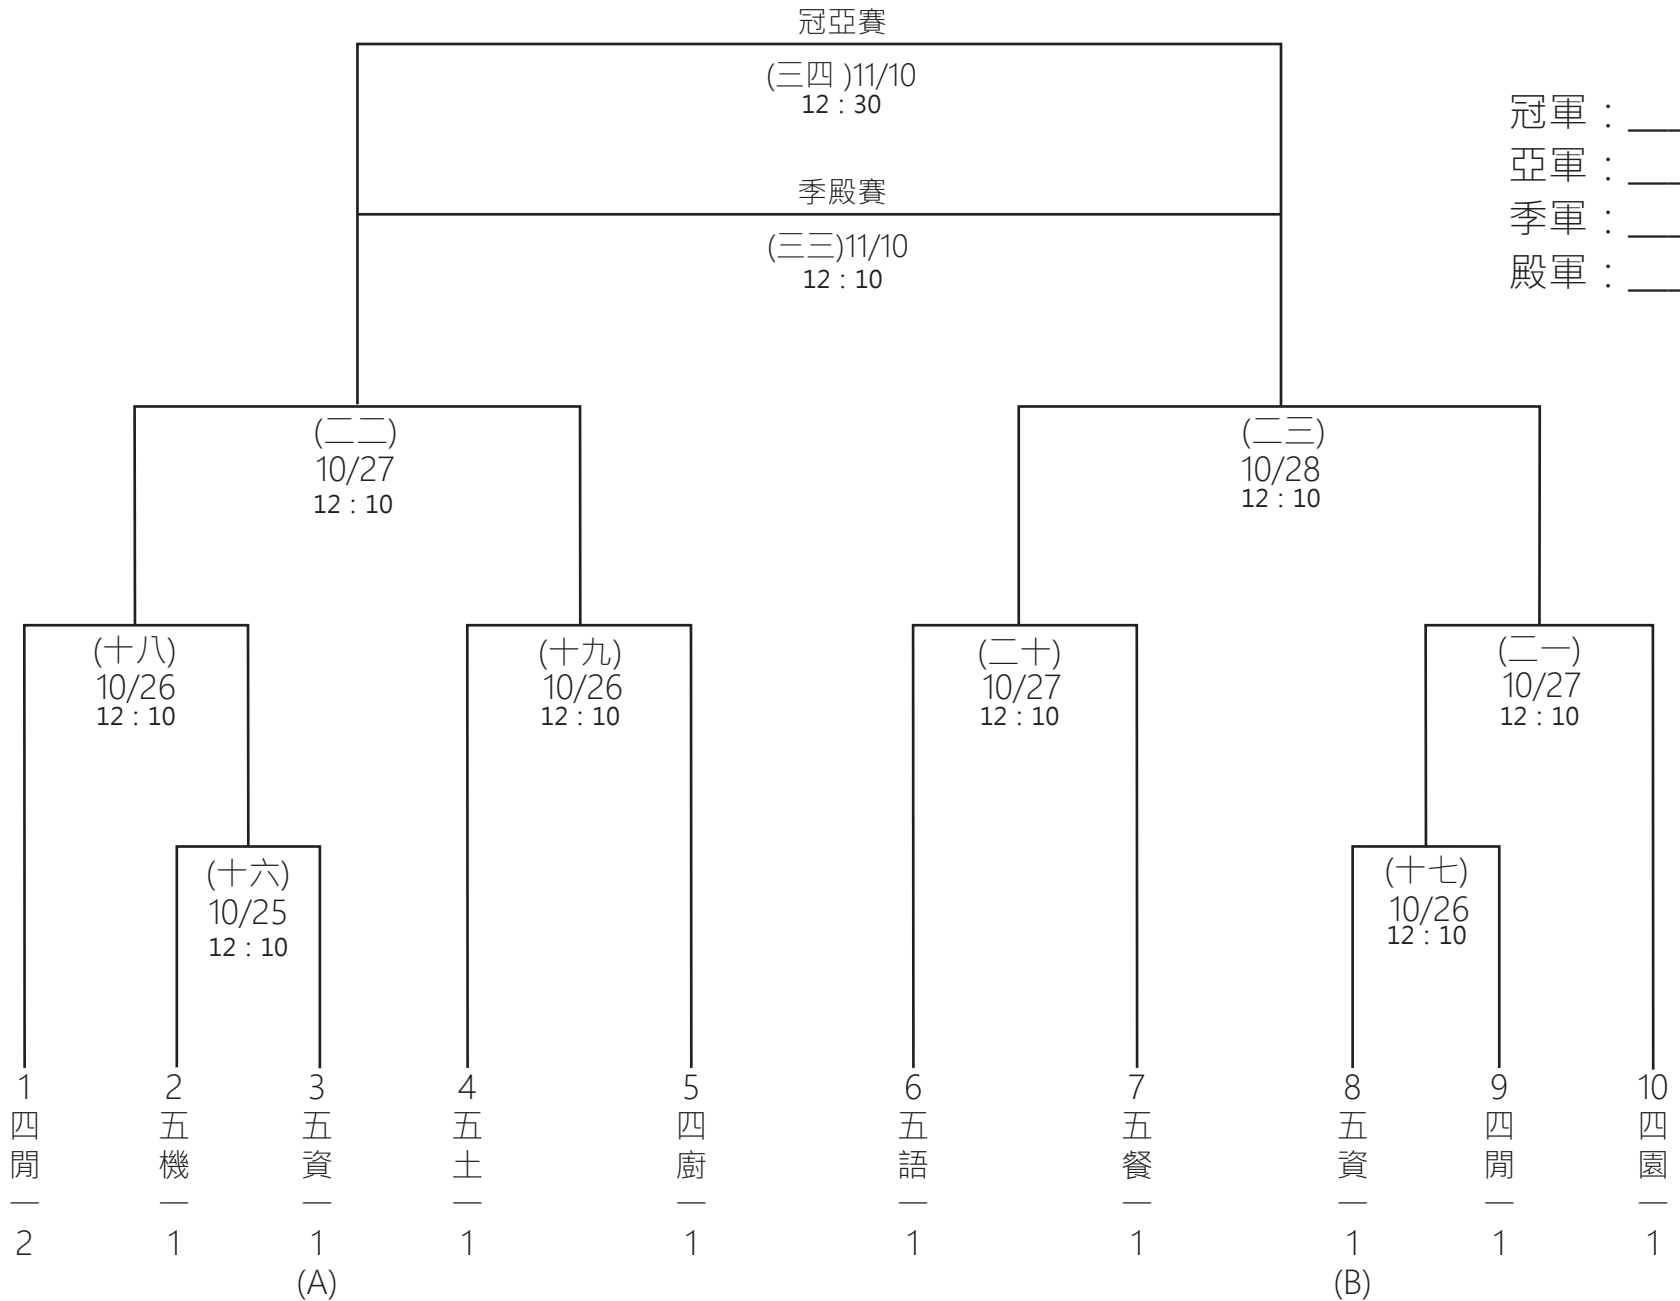 冠亞賽
(三四 )11/10
12：30
季殿賽
(三三)11/10
12：10
冠軍：___
亞軍：___
季軍：___
殿軍：___
(二二)
10/27
12：10
(二三)
10/28
12：10
(十八)
10/26
12：10
(十九)
10/26
12：10
(二十)
10/27
12：10
(二一)
10/27
12：10
(十六)
10/25
12：10
(十七)
10/26
12：10
1
四閒一2
2
五機一1
3
五資一1
(A)
4
五土一1
5
四廚一1
6
五語一1
7
五餐一1
8
五資一1
(B)
9
四閒一1
10
四園一1